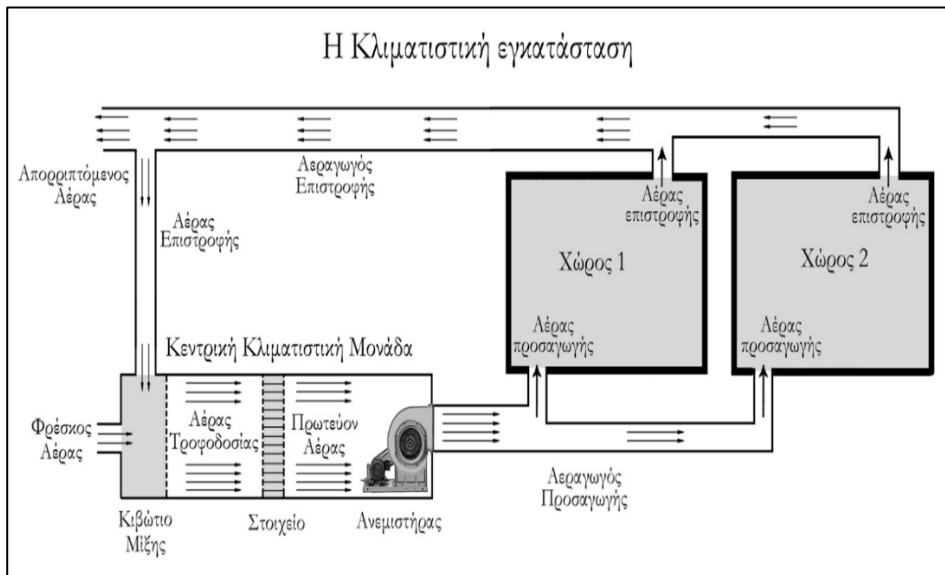 Η Κλιματιστική εγκατάσταση
Απορριπτόμενος
Αέρας
Αεραγωγός
Επιστροφής
Αέρας
Επιστροφής
Αέρας
επιστροφής
Αέρας
επιστροφής
Χώρος 1
Χώρος 2
Αέρας
προσαγωγής
Αέρας
προσαγωγής
Κεντρική Κλιματιστική Μονάδα
Φρέσκος
Αέρας
Αέρας
Τροφοδοσίας
Πρωτεύον
Αέρας
Αεραγωγός
Προσαγωγής
Κιβώτιο
Μίξης
Στοιχείο
Ανεμιστήρας